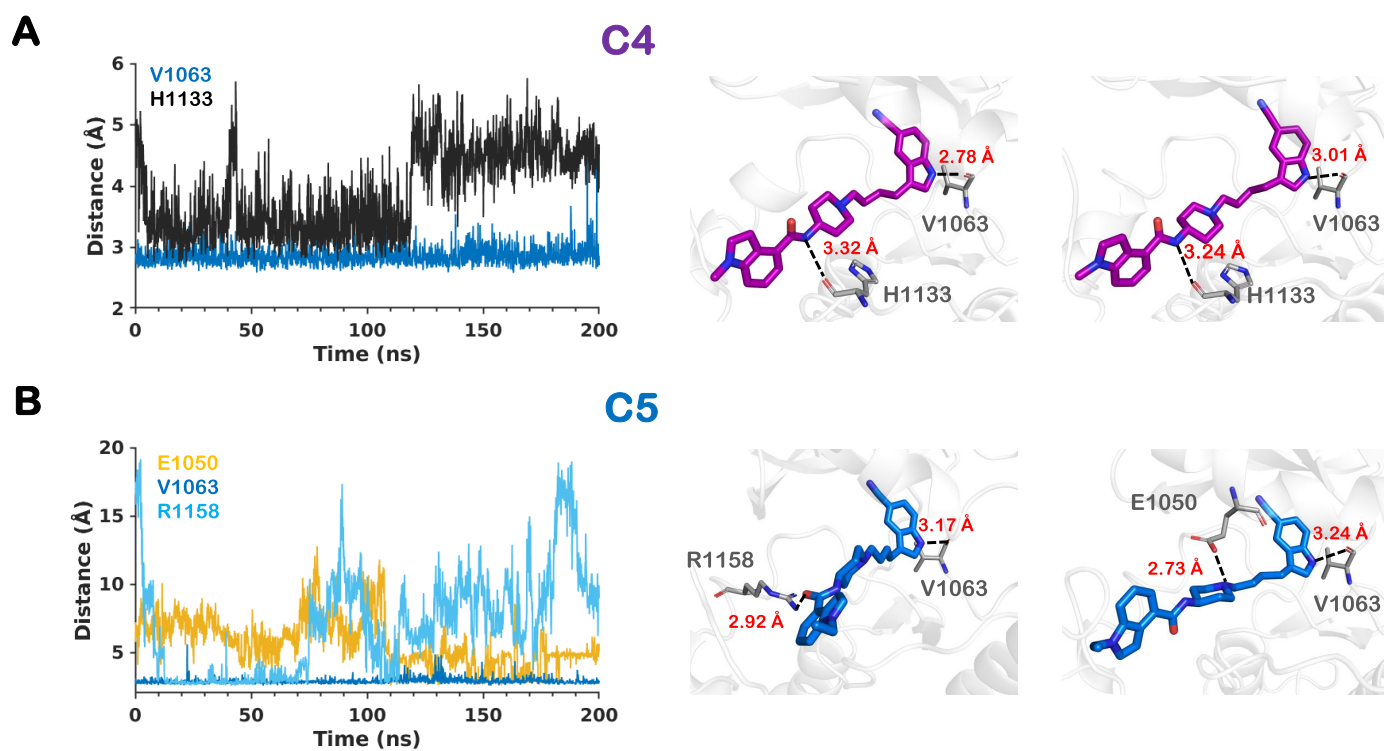 A
C4
V1063
H1133
6
5
4
3
2
Distance (Å)
0
50
100
150
200
Time (ns)
2.78 Å
V1063
3.32 Å
H1133
3.01 Å
V1063
3.24 Å
H1133
B
C5
E1050
V1063
R1158
20
15
10
5
Distance (Å)
0
50
100
150
200
Time (ns)
3.17 Å
R1158
V1063
2.92 Å
E1050
3.24 Å
2.73 Å
V1063